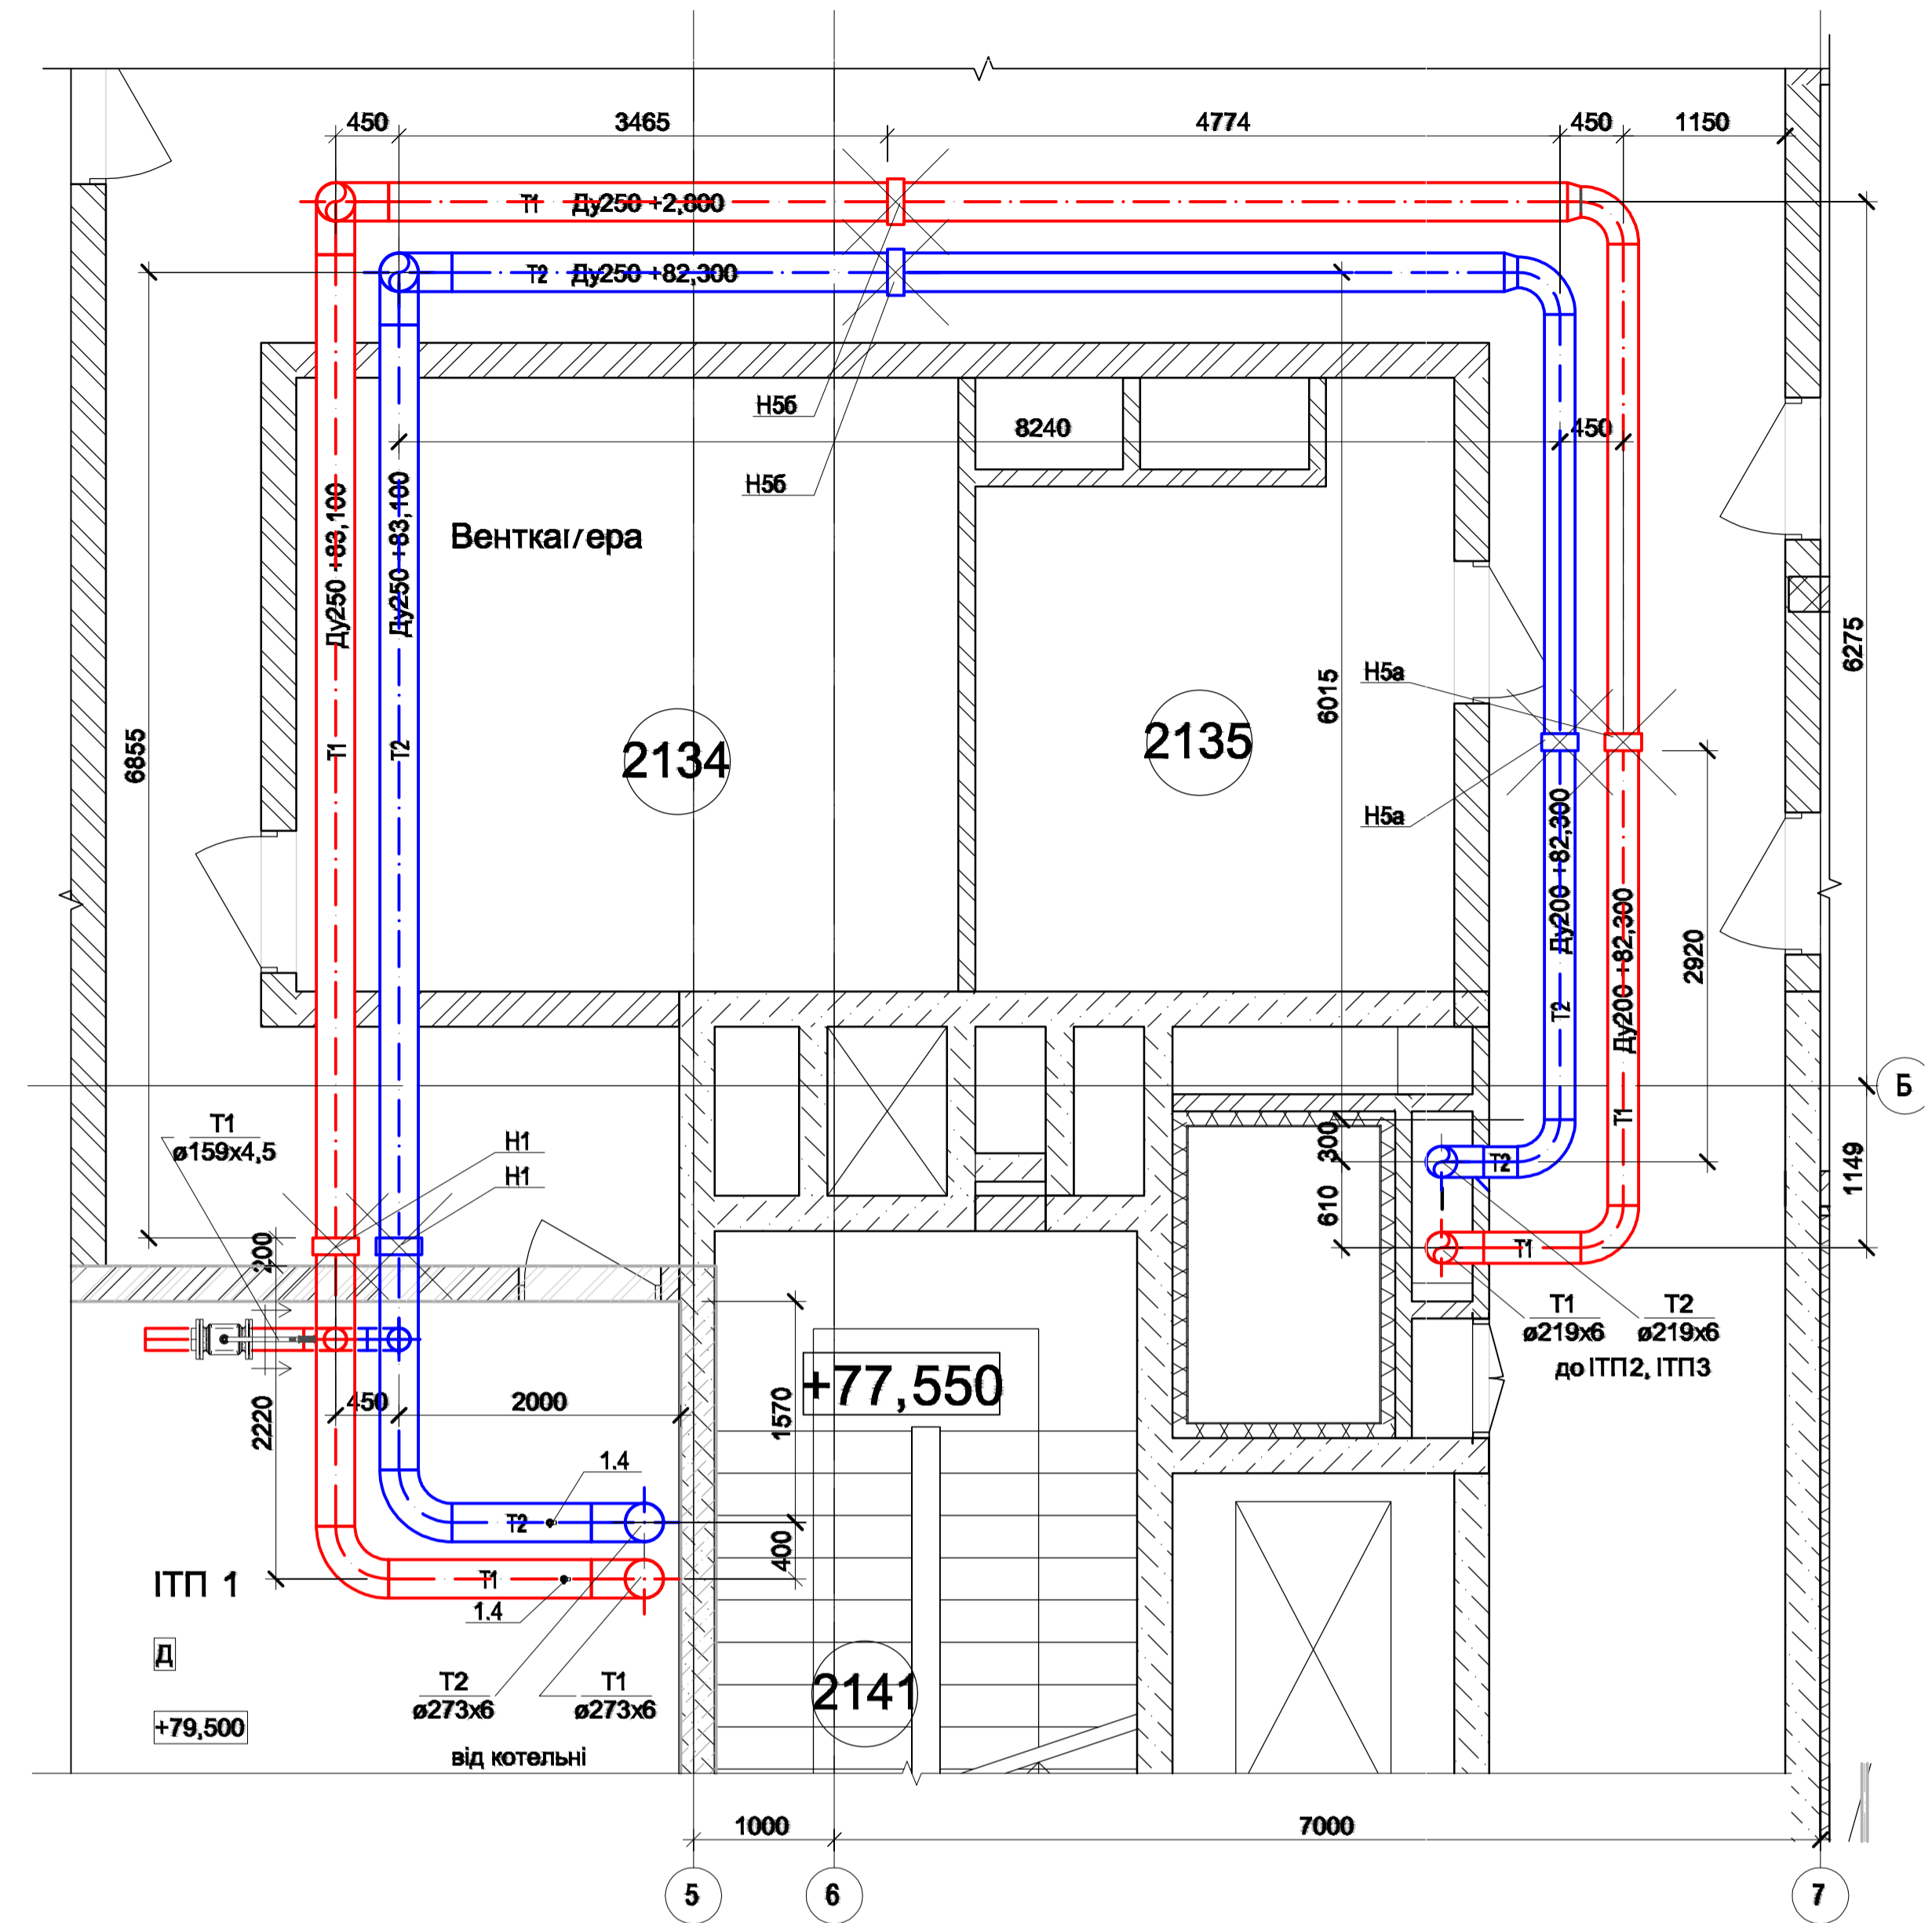 450
3465
4774
450
1150
Т1 Ду250 +2,800
Т2 Ду250 +82,300
Н5б
8240
450
Н5б
Ду250 +83,100
Ду250 +83,100
Венткамера
6275
6015
Н5а
6855
Т1
Т2
2134
2135
Н5а
Ду200 +82,300
Ду200 +82,300
2920
Т2
Б
Т1
Т1
ø159х4,5
Н1
Н1
300
Т2
1149
610
200
Т1
Т1
ø219х6
Т2
ø219х6
до ІТП2, ІТП3
+77,550
450
2000
1570
2220
1.4
Т2
400
ІТП 1
Т1
1.4
Д
Т2
ø273х6
Т1
ø273х6
2141
+79,500
від котельні
1000
7000
5
6
7